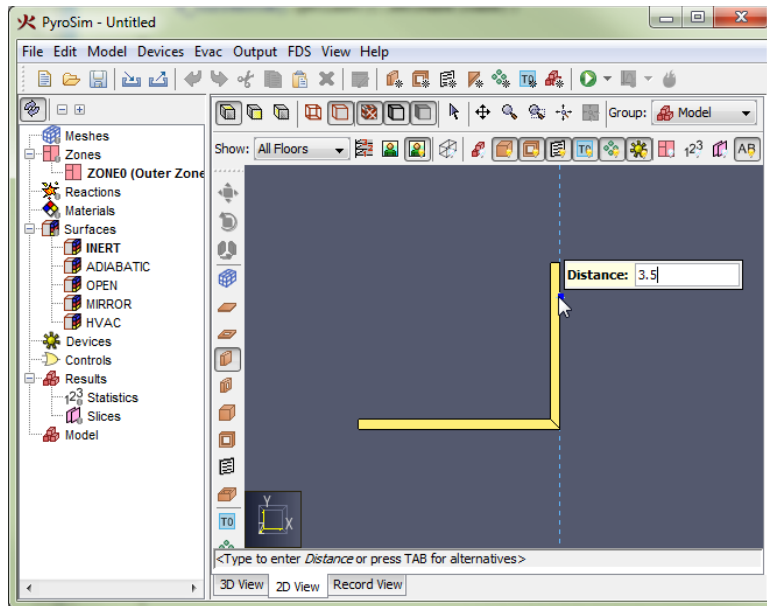 PyroSim - Untitled
File Edit Model Devices Evac Output FDS View Help
Group: Model
Show: All Floors
Meshes
Zones
ZONE0 (Outer Zone
Reactions
Materials
Surfaces
INERT
ADIABATIC
OPEN
MIRROR
HVAC
Devices
Controls
Results
Statistics
Slices
Model
Distance: 3.5
Y
X
<Type to enter Distance or press TAB for alternatives>
3D View 2D View Record View